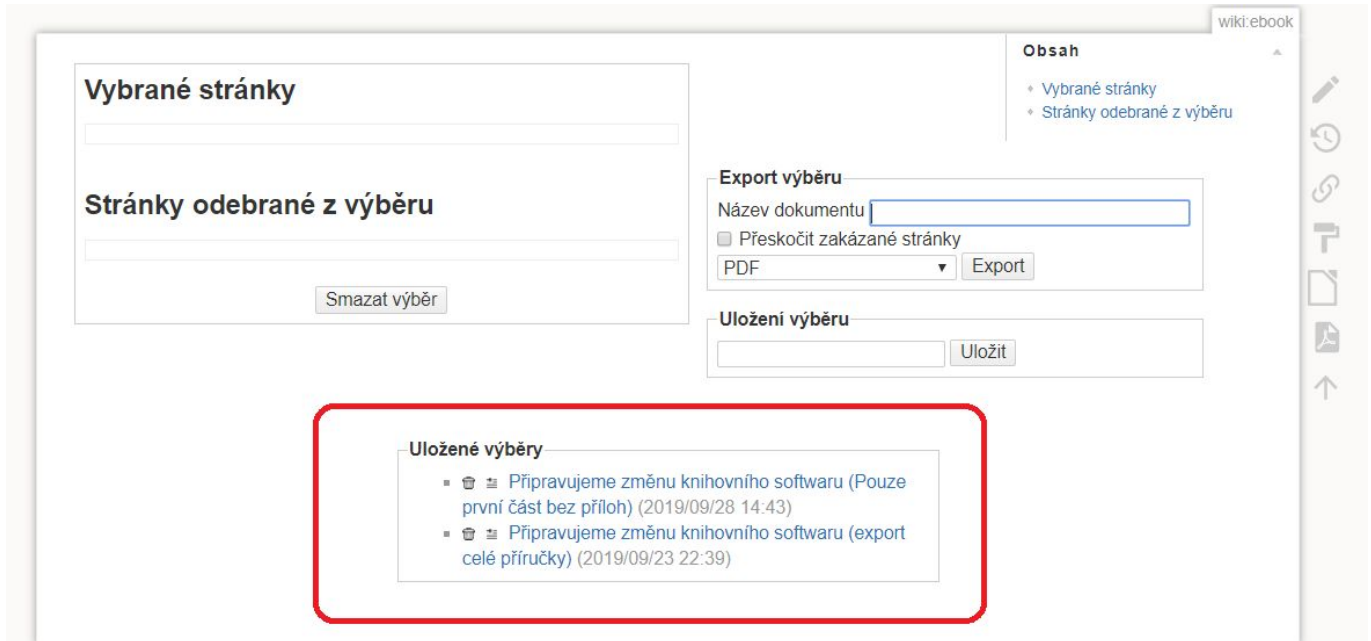 wiki:ebook
Obsah
Vybrané stránky
Stránky odebrané z výběru
Vybrané stránky
Stránky odebrané z výběru
Smazat výběr
Export výběru
Název dokumentu
Přeskočit zakázané stránky
PDF Export
Uložení výběru
Uložit
Uložené výběry
Připravujeme změnu knihovního softwaru (Pouze
první část bez příloh) (2019/09/28 14:43)
Připravujeme změnu knihovního softwaru (export
celé příručky) (2019/09/23 22:39)